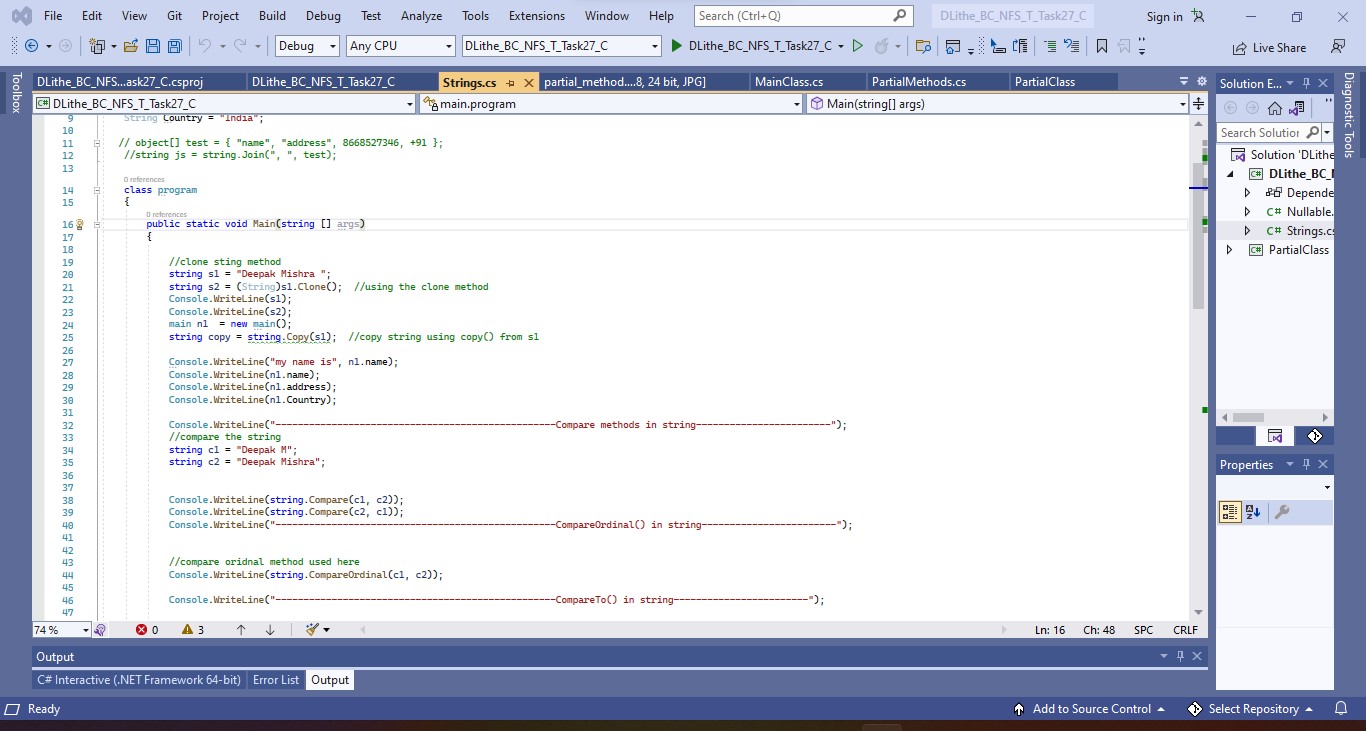 File Edit View Git Project Build Debug Test Analyze Tools Extensions Window Help Search (Ctrl+Q) DLithe_BC_NFS_T_Task27_C Sign in
Debug Any CPU DLithe_BC_NFS_T_Task27_C DLithe_BC_NFS_T_Task27_C Live Share
Toolbox
DLithe_BC_NFS...ask27_C.csproj DLithe_BC_NFS_T_Task27_C Strings.cs partial_method....8, 24 bit, JPG] MainClass.cs PartialMethods.cs PartialClass
C# DLithe_BC_NFS_T_Task27_C main.program Main(string[] args)
9 String Country = "India";
10
11 // object[] test = { "name", "address", 8668527346, +91 };
12 //string js = string.Join(", ", test);
13
0 references
14 class program
15 {
0 references
16 public static void Main(string [] args)
17 {
18
19 //clone sting method
20 string s1 = "Deepak Mishra ";
21 string s2 = (String)s1.Clone(); //using the clone method
22 Console.WriteLine(s1);
23 Console.WriteLine(s2);
24 main n1 = new main();
25 string copy = string.Copy(s1); //copy string using copy() from s1
26
27 Console.WriteLine("my name is", n1.name);
28 Console.WriteLine(n1.name);
29 Console.WriteLine(n1.address);
30 Console.WriteLine(n1.Country);
31
32 Console.WriteLine("--------------------------------------------------Compare methods in string------------------------");
33 //compare the string
34 string c1 = "Deepak M";
35 string c2 = "Deepak Mishra";
36
37
38 Console.WriteLine(string.Compare(c1, c2));
39 Console.WriteLine(string.Compare(c2, c1));
40 Console.WriteLine("--------------------------------------------------CompareOrdinal() in string------------------------");
41
42
43 //compare oridnal method used here
44 Console.WriteLine(string.CompareOrdinal(c1, c2));
45
46 Console.WriteLine("--------------------------------------------------CompareTo() in string------------------------");
47
74 % 0 3 Ln: 16 Ch: 48 SPC CRLF
Output
C# Interactive (.NET Framework 64-bit) Error List Output
Solution E...
Search Solution
Solution 'DLithe
C# DLithe_BC_N
Depende
C# Nullable.
C# Strings.cs
C# PartialClass
Properties
Diagnostic Tools
Ready Add to Source Control Select Repository